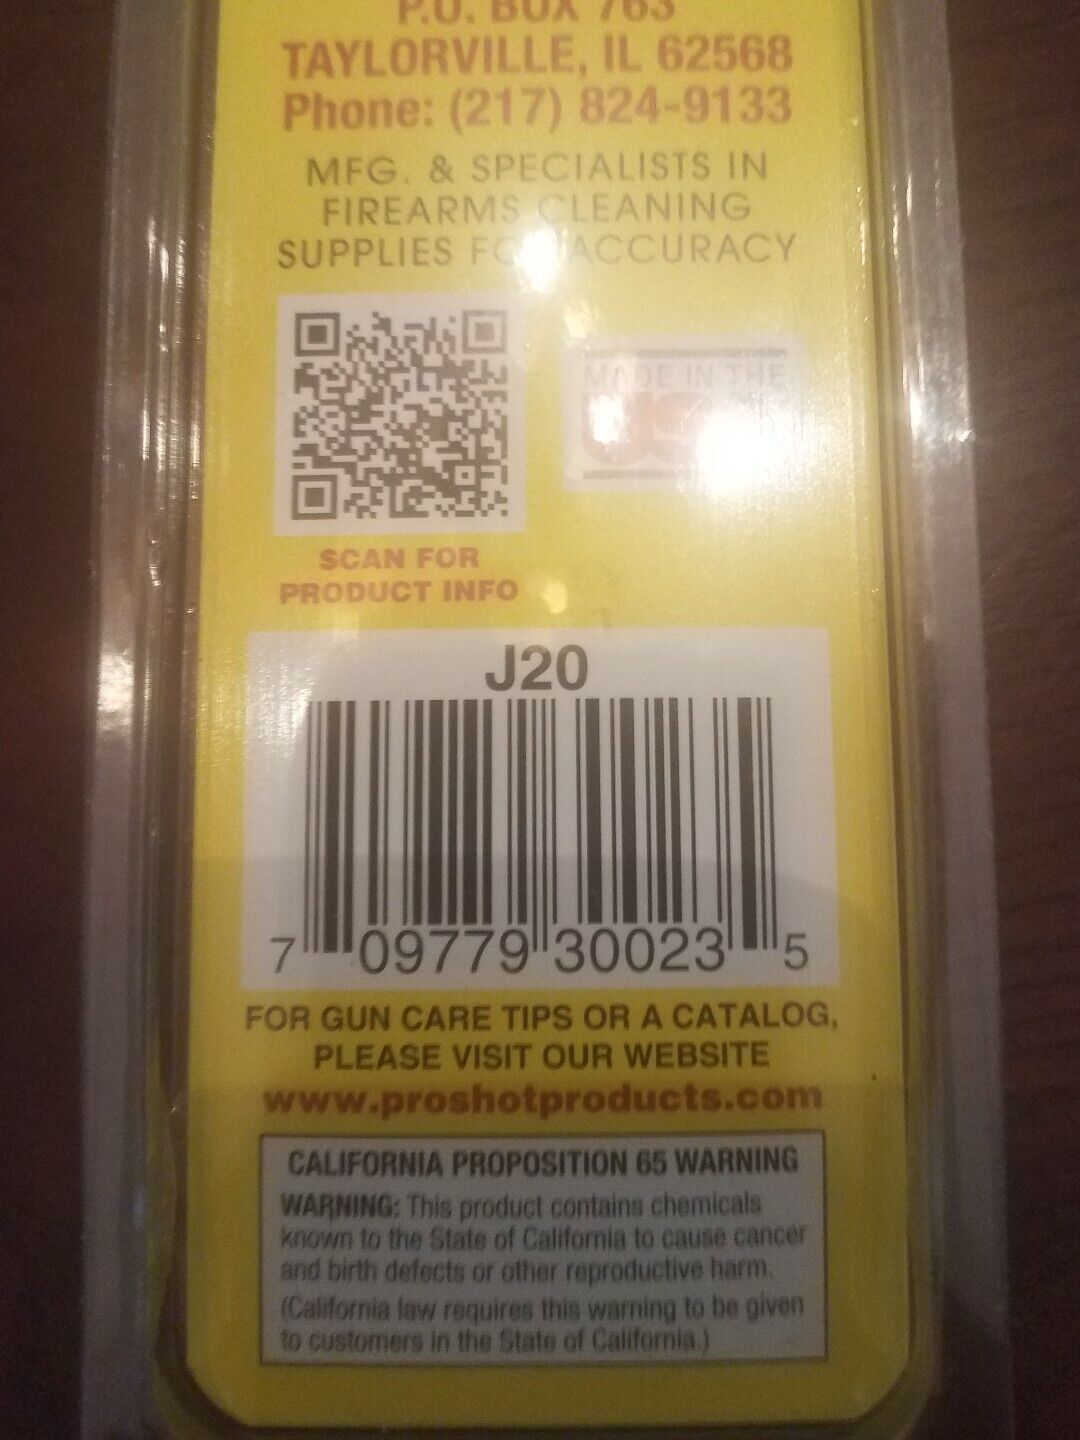 P.O. BOX 763
TAYLORVILLE, IL 62568
Phone: (217) 824-9133
MFG. & SPECIALISTS IN
FIREARMS CLEANING
SUPPLIES FOR ACCURACY
MADE IN THE
USA
SCAN FOR
PRODUCT INFO
J20
7 09779 30023 5
FOR GUN CARE TIPS OR A CATALOG,
PLEASE VISIT OUR WEBSITE
www.proshotproducts.com
CALIFORNIA PROPOSITION 65 WARNING
WARNING: This product contains chemicals
known to the State of California to cause cancer
and birth defects or other reproductive harm.
(California law requires this warning to be given
to customers in the State of California.)